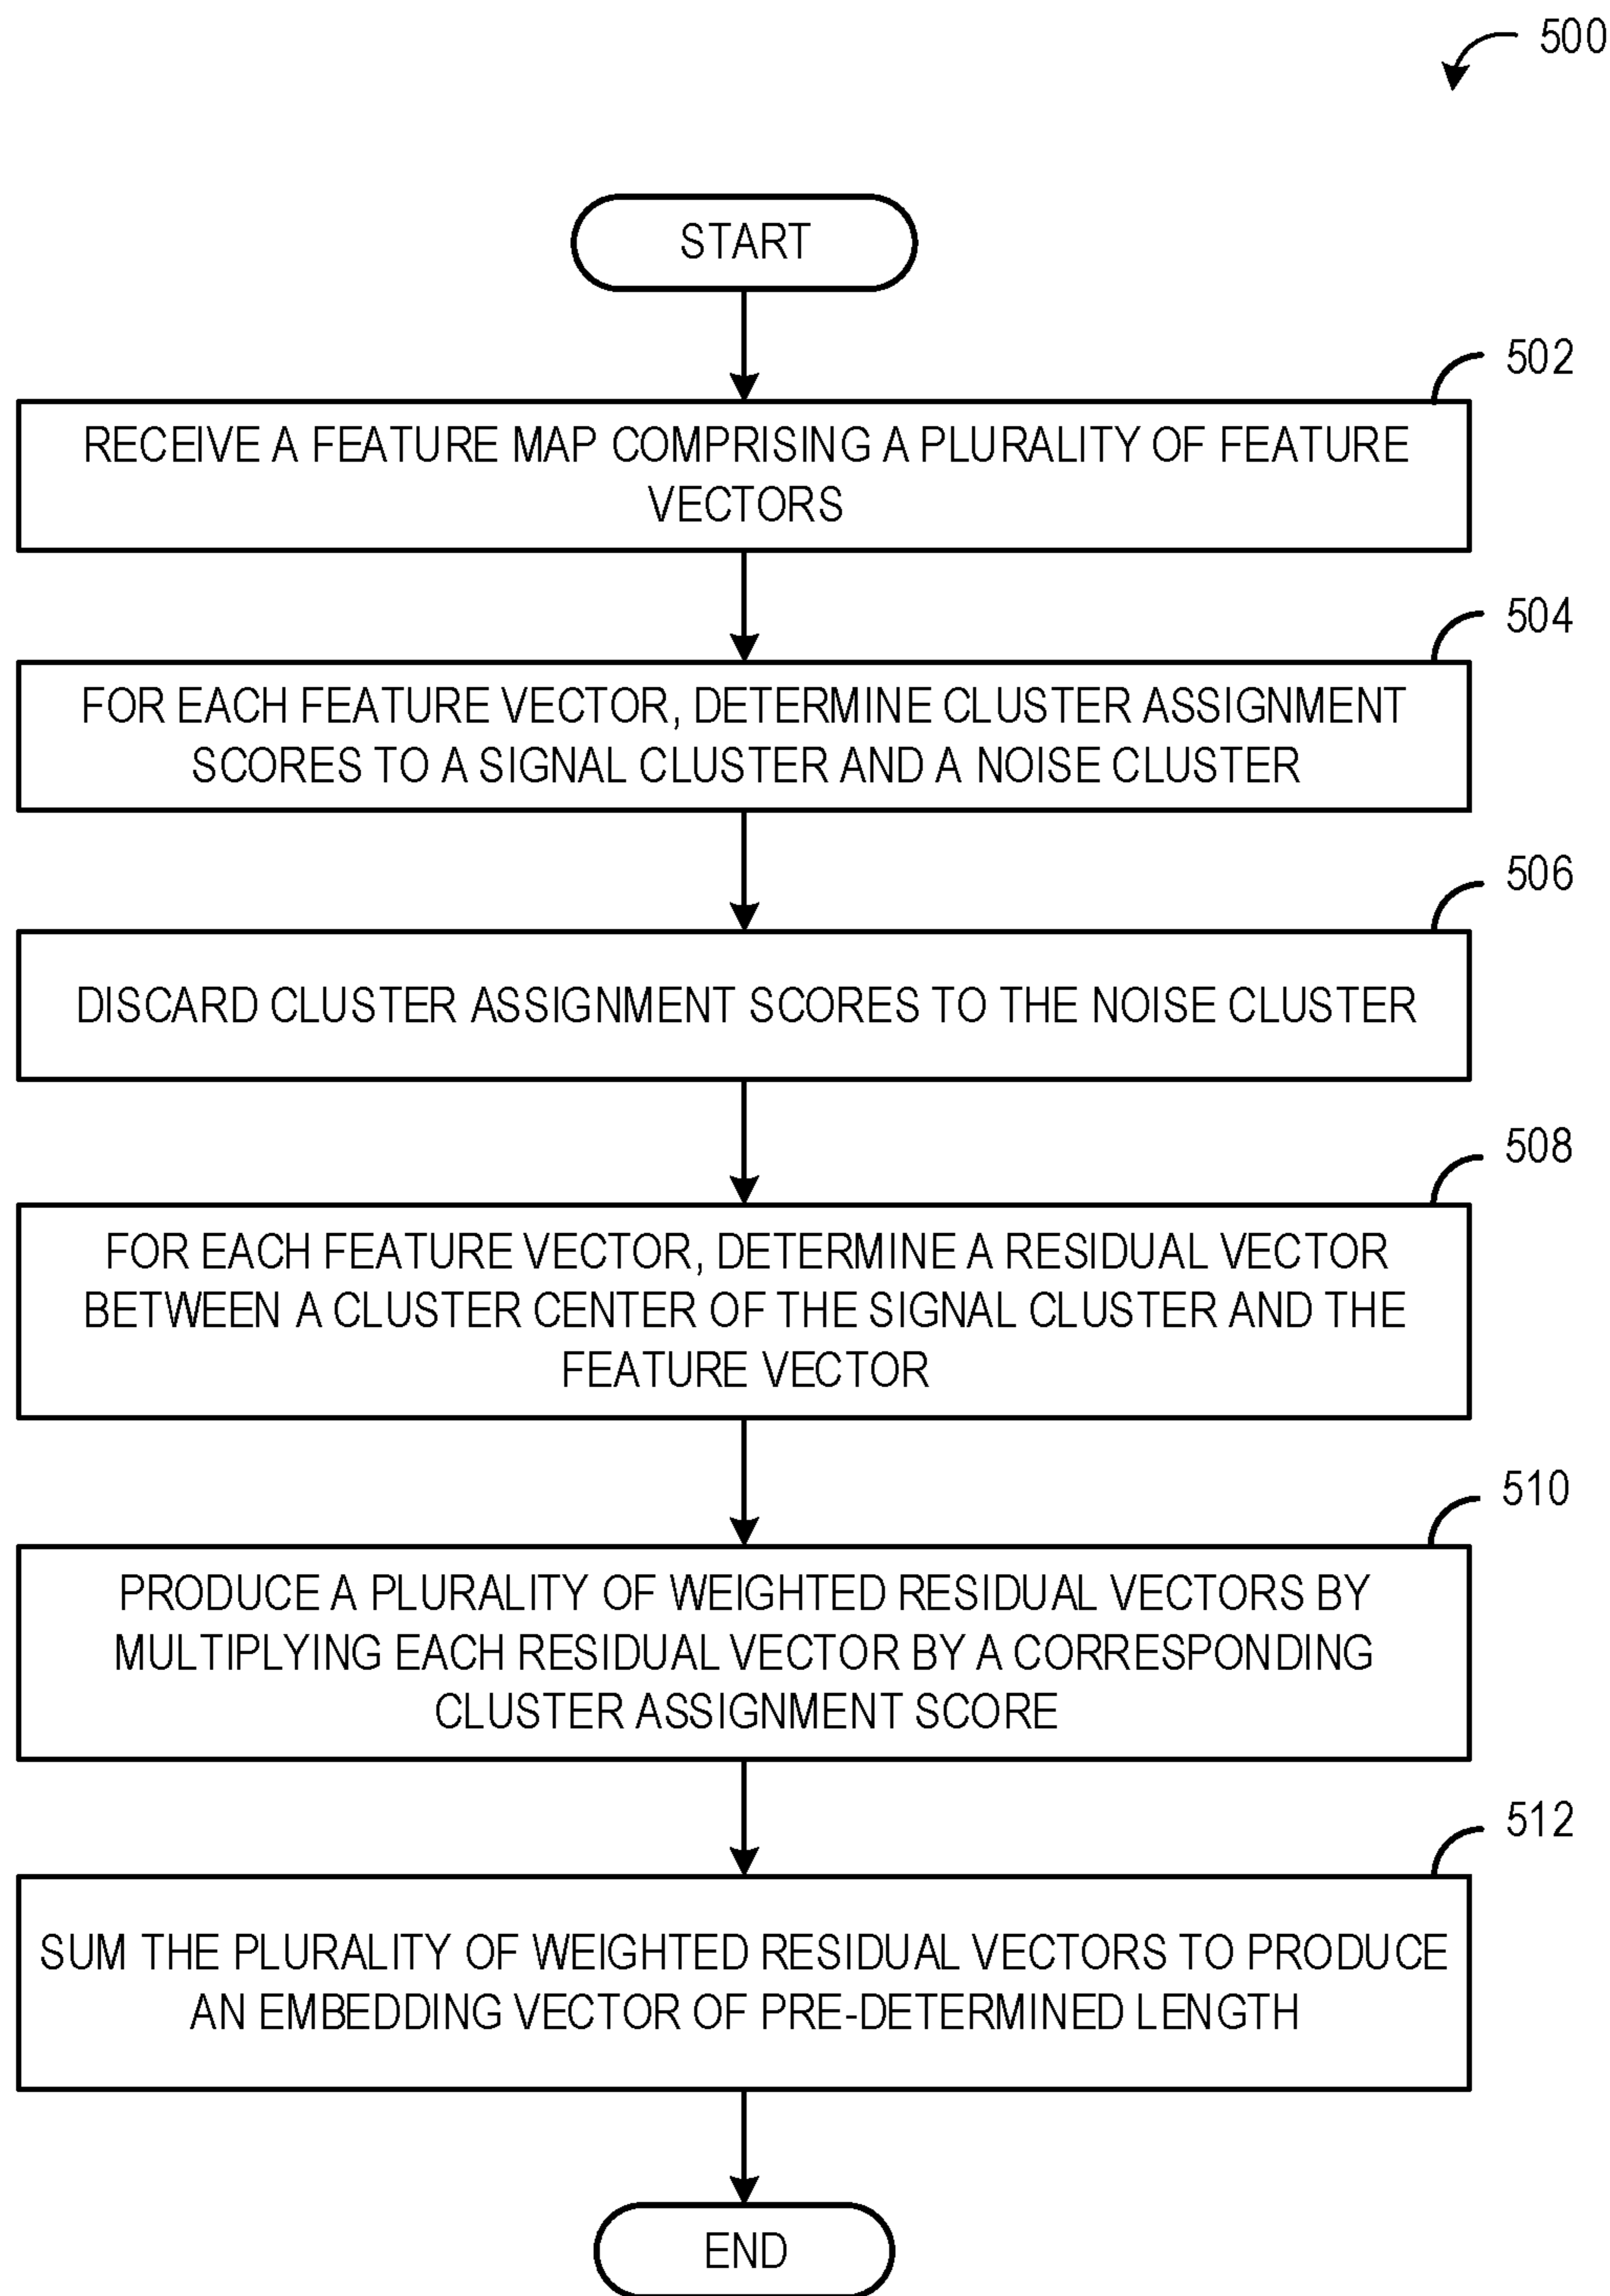 500
START
502
RECEIVE A FEATURE MAP COMPRISING A PLURALITY OF FEATURE
VECTORS
504
FOR EACH FEATURE VECTOR, DETERMINE CLUSTER ASSIGNMENT
SCORES TO A SIGNAL CLUSTER AND A NOISE CLUSTER
506
DISCARD CLUSTER ASSIGNMENT SCORES TO THE NOISE CLUSTER
508
FOR EACH FEATURE VECTOR, DETERMINE A RESIDUAL VECTOR
BETWEEN A CLUSTER CENTER OF THE SIGNAL CLUSTER AND THE
FEATURE VECTOR
510
PRODUCE A PLURALITY OF WEIGHTED RESIDUAL VECTORS BY
MULTIPLYING EACH RESIDUAL VECTOR BY A CORRESPONDING
CLUSTER ASSIGNMENT SCORE
512
SUM THE PLURALITY OF WEIGHTED RESIDUAL VECTORS TO PRODUCE
AN EMBEDDING VECTOR OF PRE-DETERMINED LENGTH
END